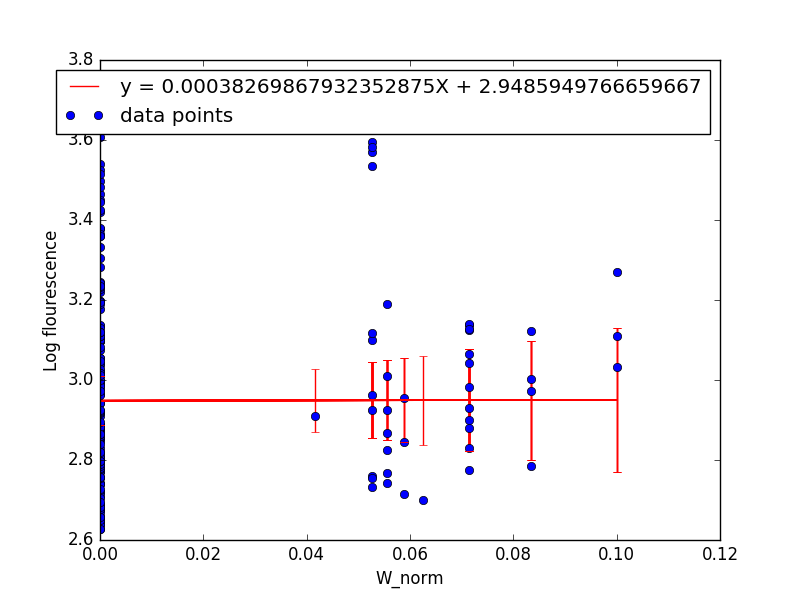 3.8
y = 0.00038269867932352875X + 2.9485949766659667
data points
3.6
3.4
3.2
3.0
2.8
2.6
Log flourescence
0.00 0.02 0.04 0.06 0.08 0.10 0.12
W_norm